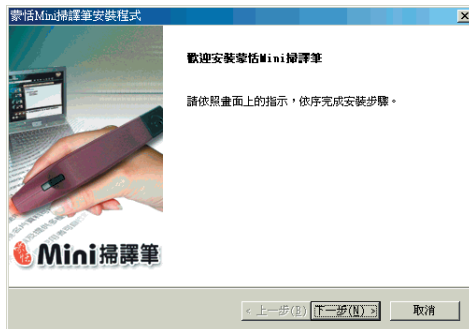 蒙恬Mini掃譯筆安裝程式
歡迎安裝蒙恬Mini掃譯筆
請依照畫面上的指示，依序完成安裝步驟。
Mini掃譯筆
< 上一步(B)
下一步(N) >
取消